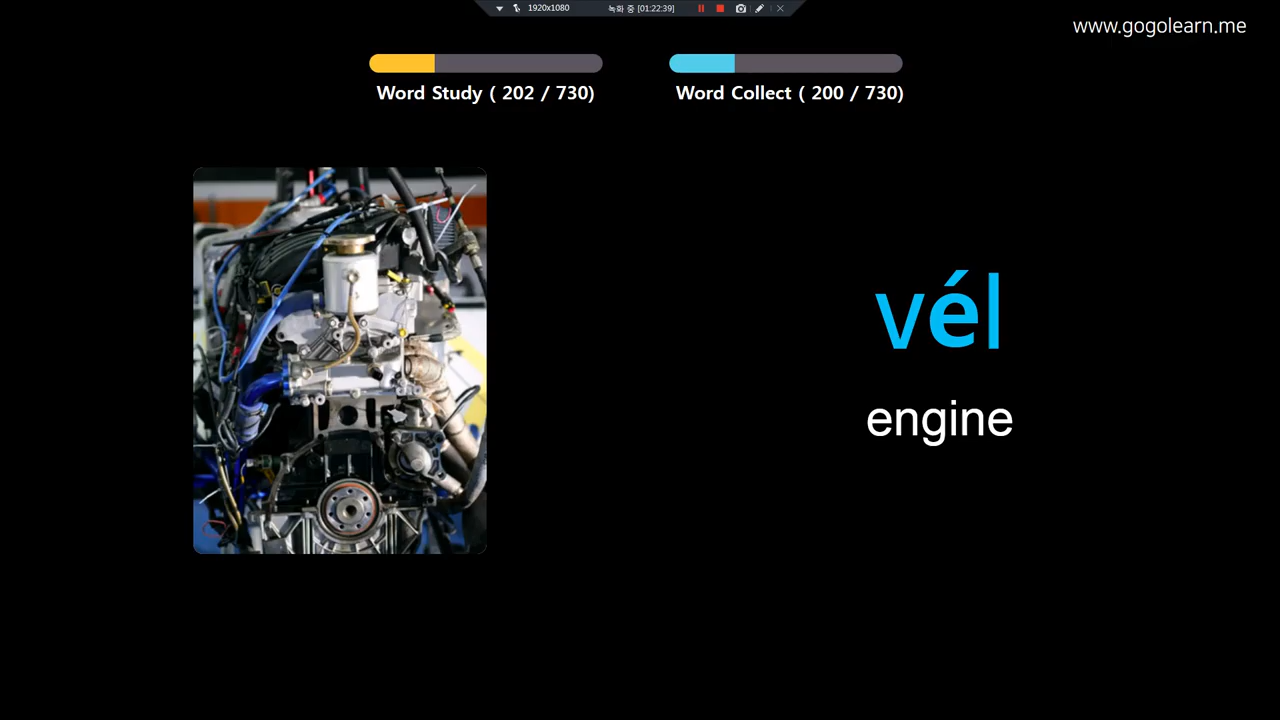 1920x1080 녹화 중 [01:22:39]
www.gogolearn.me
Word Study ( 202 / 730) Word Collect ( 200 / 730)
vél
engine